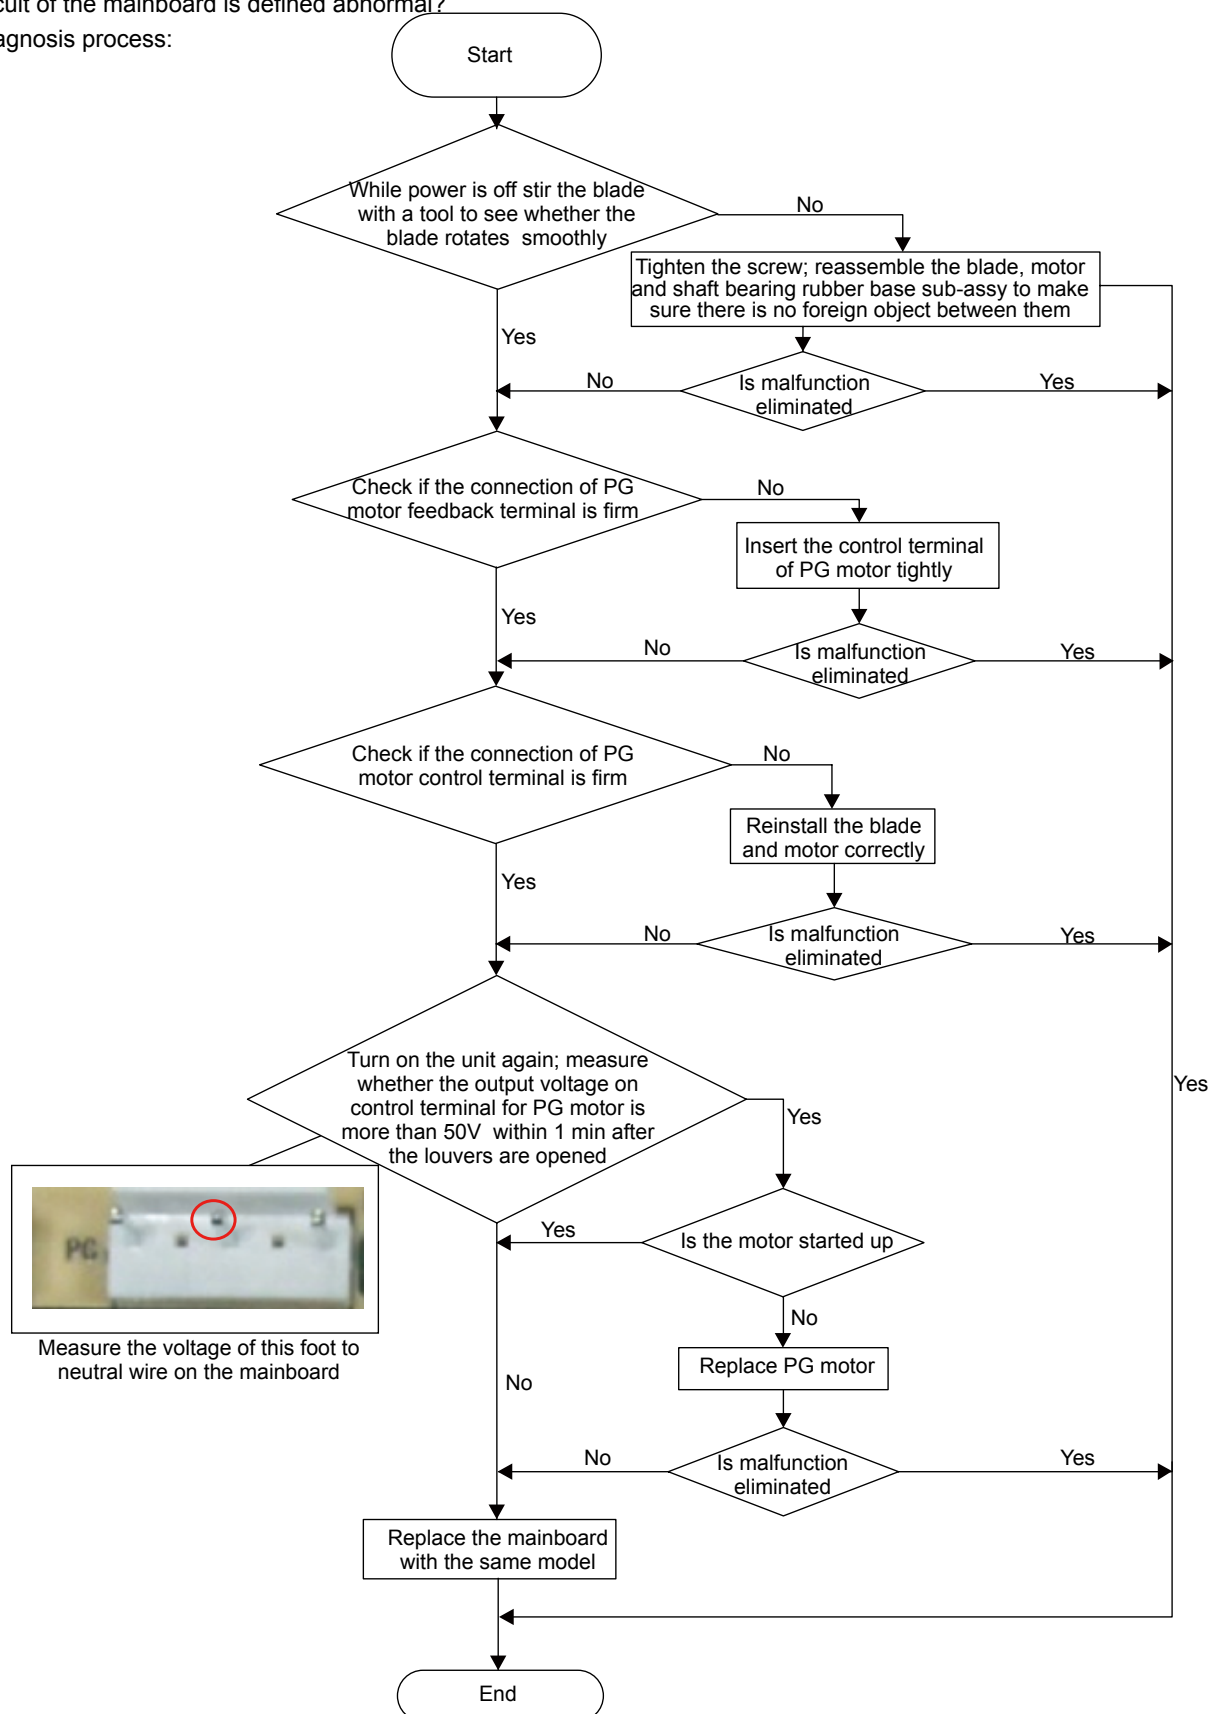 cuit of the mainboard is defined abnormal?
agnosis process:
Start
While power is off stir the blade
with a tool to see whether the
blade rotates smoothly
No
Tighten the screw; reassemble the blade, motor
and shaft bearing rubber base sub-assy to make
sure there is no foreign object between them
Yes
Is malfunction
eliminated
No
Yes
Check if the connection of PG
motor feedback terminal is firm
No
Insert the control terminal
of PG motor tightly
Yes
Is malfunction
eliminated
No
Yes
Check if the connection of PG
motor control terminal is firm
No
Reinstall the blade
and motor correctly
Yes
Is malfunction
eliminated
No
Yes
Turn on the unit again; measure
whether the output voltage on
control terminal for PG motor is
more than 50V within 1 min after
the louvers are opened
Yes
Yes
Is the motor started up
Yes
No
PG
Measure the voltage of this foot to
neutral wire on the mainboard
Replace PG motor
No
Is malfunction
eliminated
No
Yes
Replace the mainboard
with the same model
End